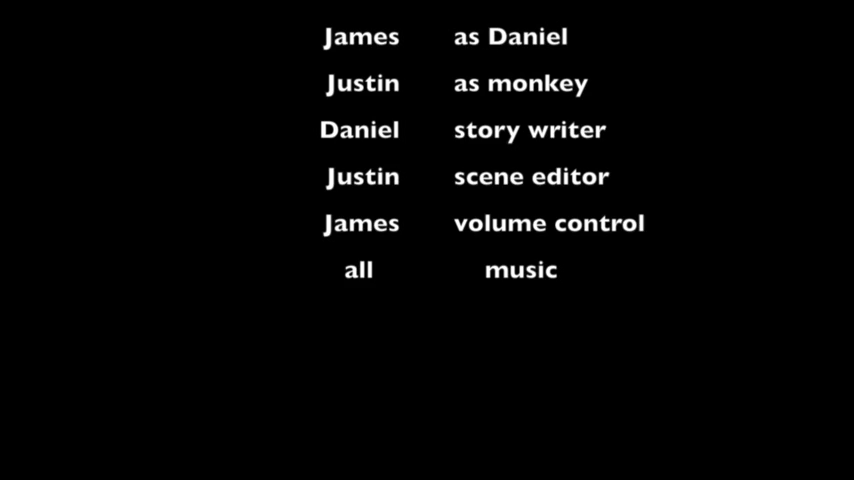 James as Daniel
Justin as monkey
Daniel story writer
Justin scene editor
James volume control
all music